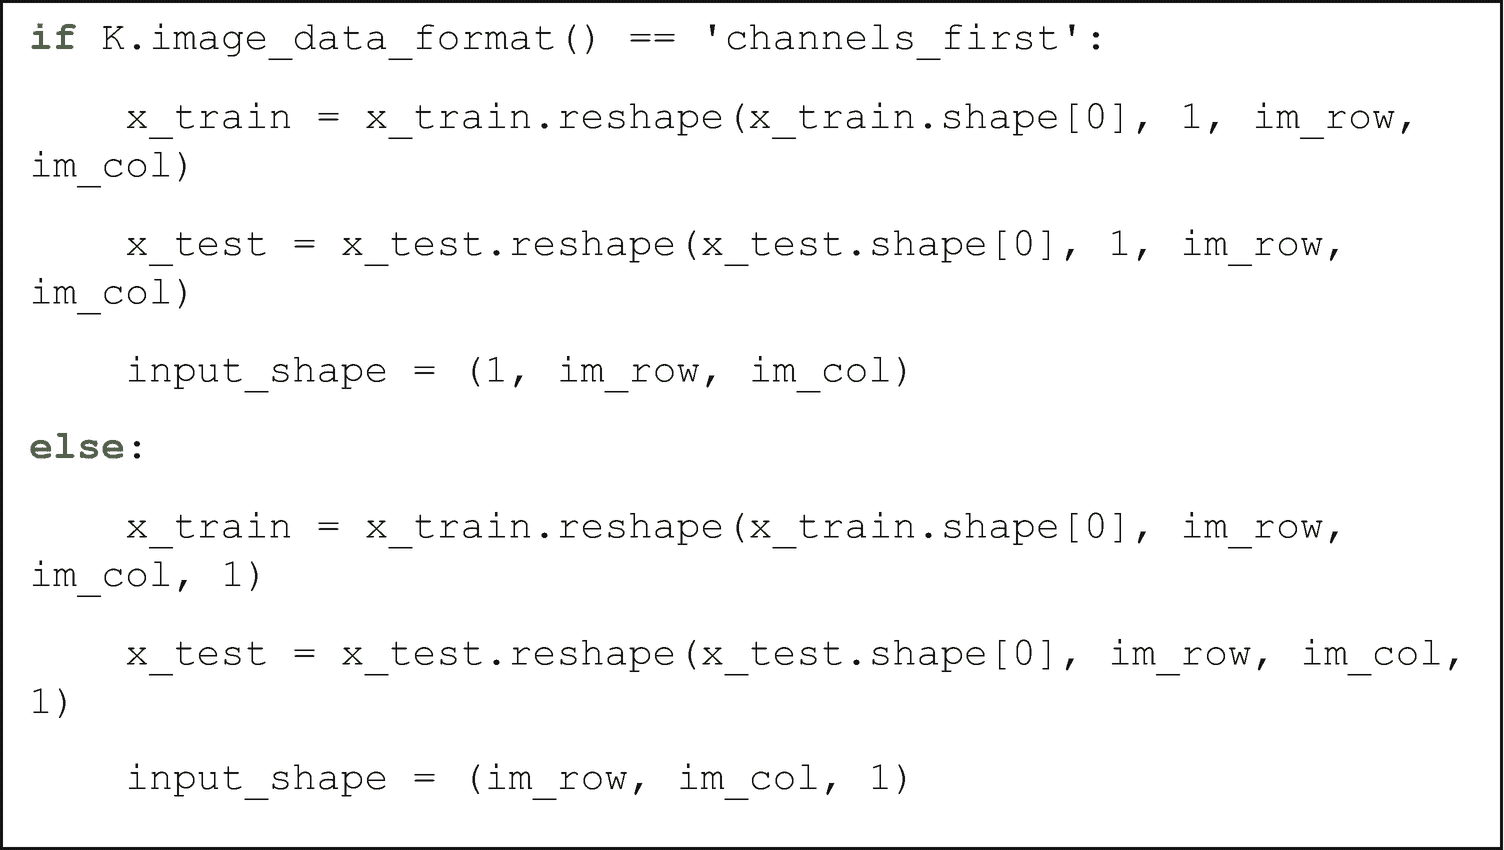 if K.image_data_format() == 'channels_first':
    x_train = x_train.reshape(x_train.shape[0], 1, im_row,
im_col)
    x_test = x_test.reshape(x_test.shape[0], 1, im_row,
im_col)
    input_shape = (1, im_row, im_col)
else:
    x_train = x_train.reshape(x_train.shape[0], im_row,
im_col, 1)
    x_test = x_test.reshape(x_test.shape[0], im_row, im_col,
1)
    input_shape = (im_row, im_col, 1)